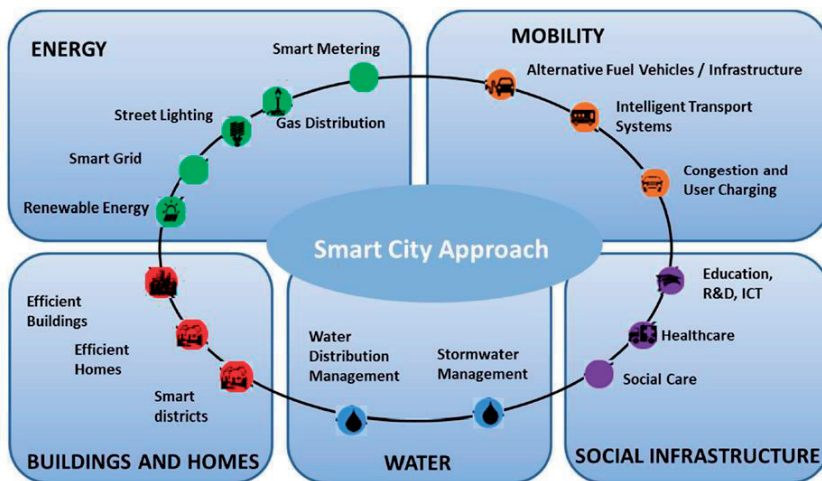 ENERGY
Smart Metering
Street Lighting
Gas Distribution
Smart Grid
Renewable Energy
MOBILITY
Alternative Fuel Vehicles / Infrastructure
Intelligent Transport
Systems
Congestion and
User Charging
Smart City Approach
Efficient
Buildings
Efficient
Homes
Smart
districts
BUILDINGS AND HOMES
Water
Distribution
Management
Stormwater
Management
WATER
Education,
R&D, ICT
Healthcare
Social Care
SOCIAL INFRASTRUCTURE